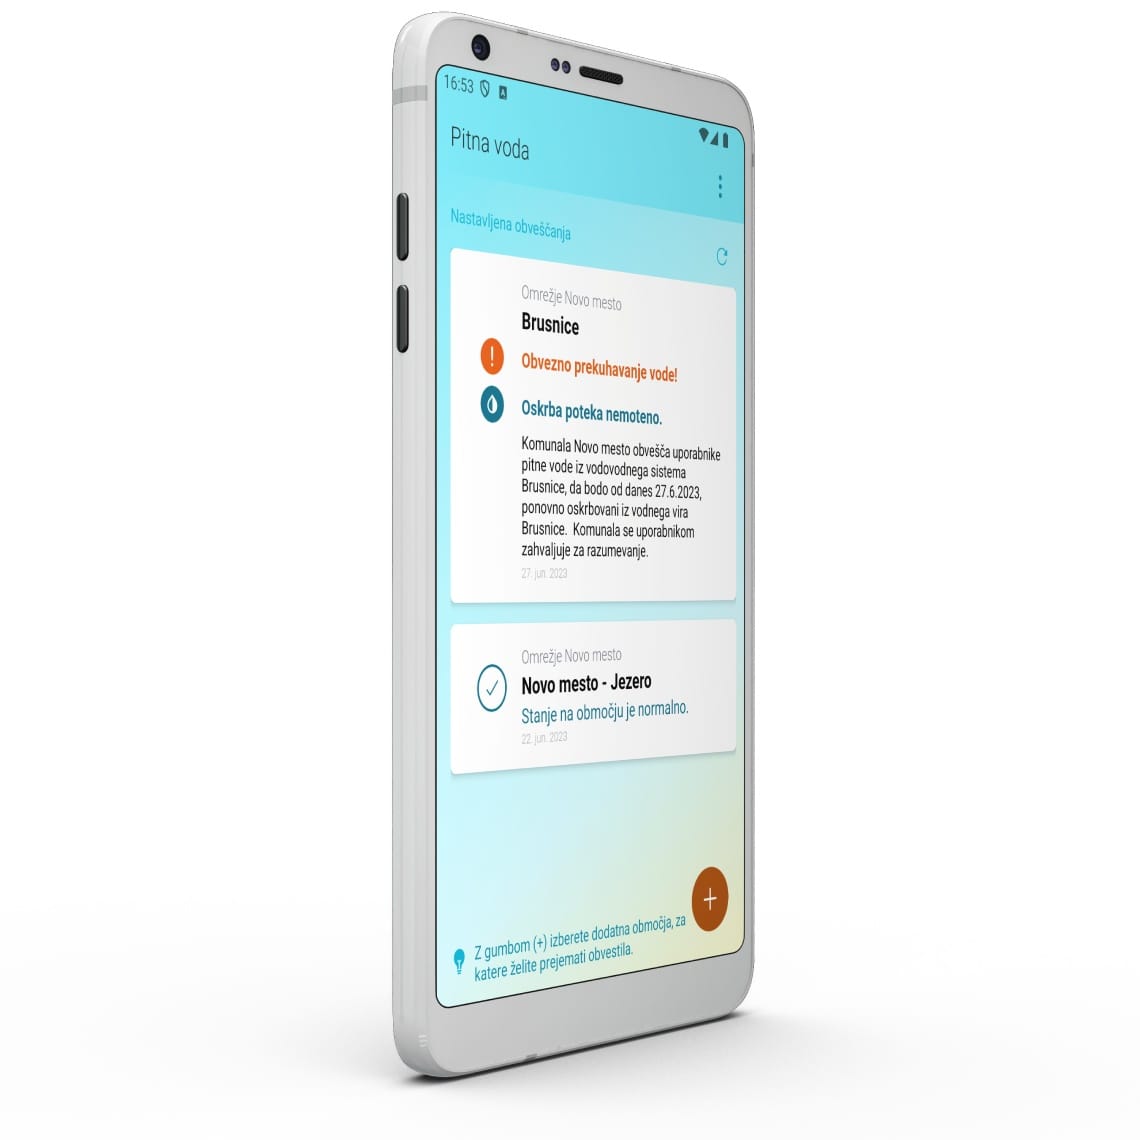 16:53
Pitna voda
Nastavljena obveščanja
Omrežje Novo mesto
Brusnice
Obvezno prekuhavanje vode!
Oskrba poteka nemoteno.
Komunala Novo mesto obvešča uporabnike
pitne vode iz vodovodnega sistema
Brusnice, da bodo od danes 27.6.2023,
ponovno oskrbovani iz vodnega vira
Brusnice. Komunala se uporabnikom
zahvaljuje za razumevanje.
27. jun. 2023
Omrežje Novo mesto
Novo mesto - Jezero
Stanje na območju je normalno.
22. jun. 2023
Z gumbom (+) izberete dodatna območja, za
katere želite prejemati obvestila.